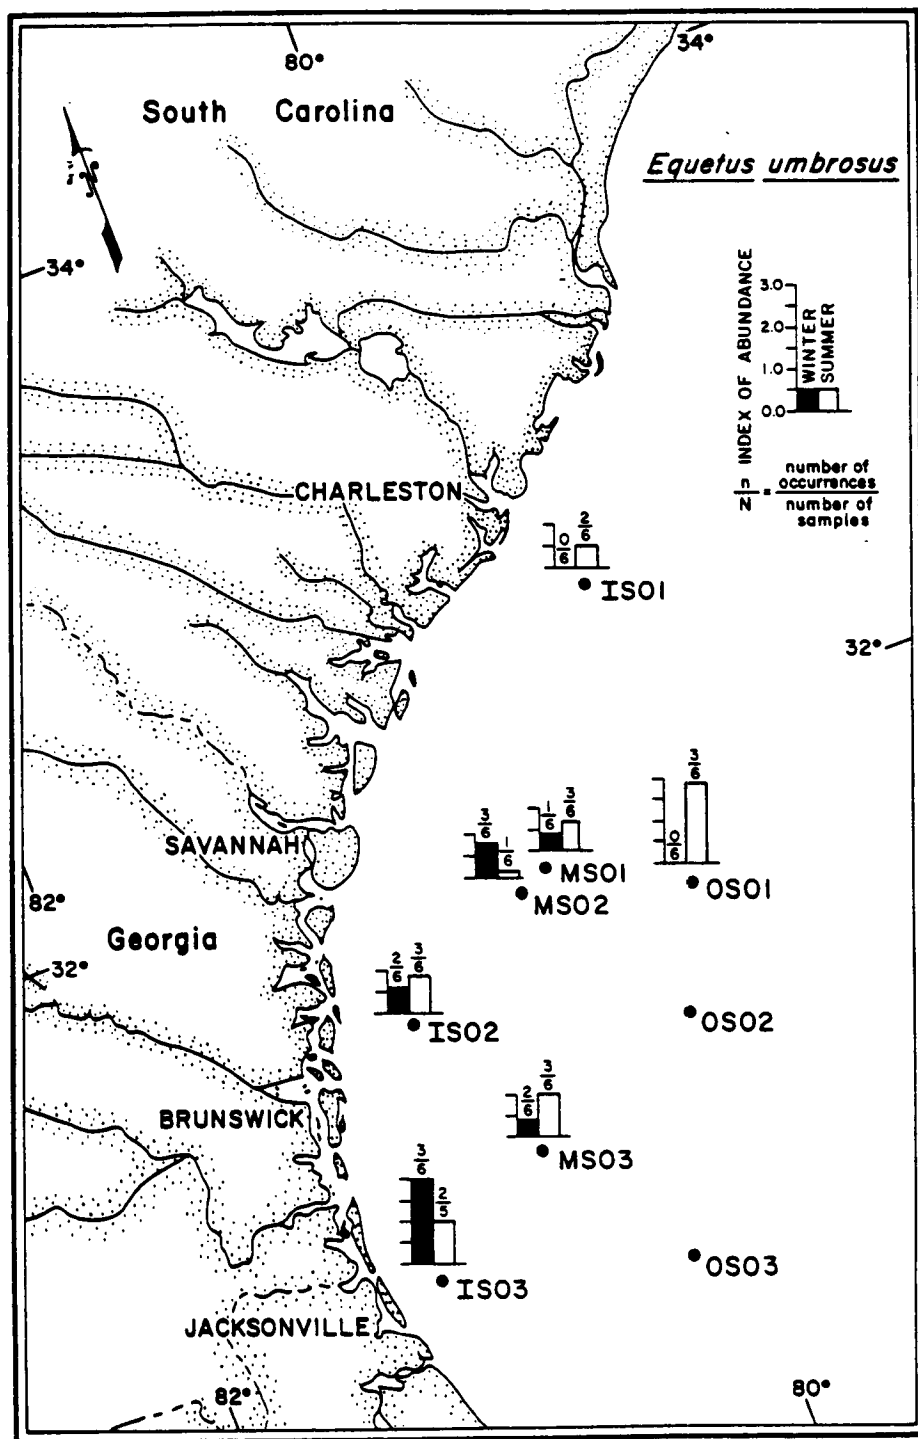 80°
34°
South Carolina
N
Equetus umbrosus
34°
INDEX OF ABUNDANCE
3.0
2.0
1.0
0.0
WINTER
SUMMER
n/N = number of occurrences / number of samples
CHARLESTON
0/6 2/6
IS01
32°
3/6 1/6
1/6 3/6
0/6 3/6
SAVANNAH
MS01
MS02
OS01
82°
Georgia
32°
2/6 3/6
IS02
OS02
2/6 3/6
BRUNSWICK
MS03
3/6 2/5
OS03
IS03
JACKSONVILLE
82°
80°